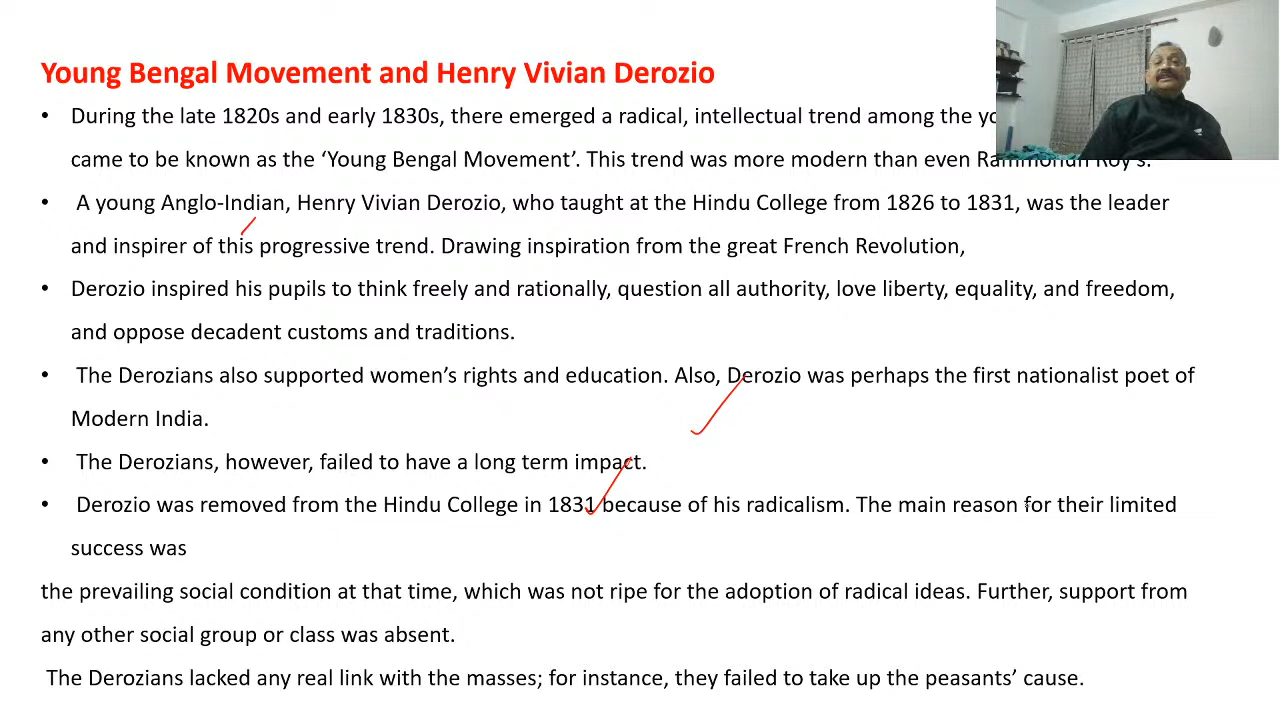 Young Bengal Movement and Henry Vivian Derozio
• During the late 1820s and early 1830s, there emerged a radical, intellectual trend among the
came to be known as the ‘Young Bengal Movement’. This trend was more modern than even Rammohun Roy’s.
• A young Anglo-Indian, Henry Vivian Derozio, who taught at the Hindu College from 1826 to 1831, was the leader
and inspirer of this progressive trend. Drawing inspiration from the great French Revolution,
• Derozio inspired his pupils to think freely and rationally, question all authority, love liberty, equality, and freedom,
and oppose decadent customs and traditions.
• The Derozians also supported women’s rights and education. Also, Derozio was perhaps the first nationalist poet of
Modern India.
• The Derozians, however, failed to have a long term impact.
• Derozio was removed from the Hindu College in 1831 because of his radicalism. The main reason for their limited
success was
the prevailing social condition at that time, which was not ripe for the adoption of radical ideas. Further, support from
any other social group or class was absent.
The Derozians lacked any real link with the masses; for instance, they failed to take up the peasants’ cause.